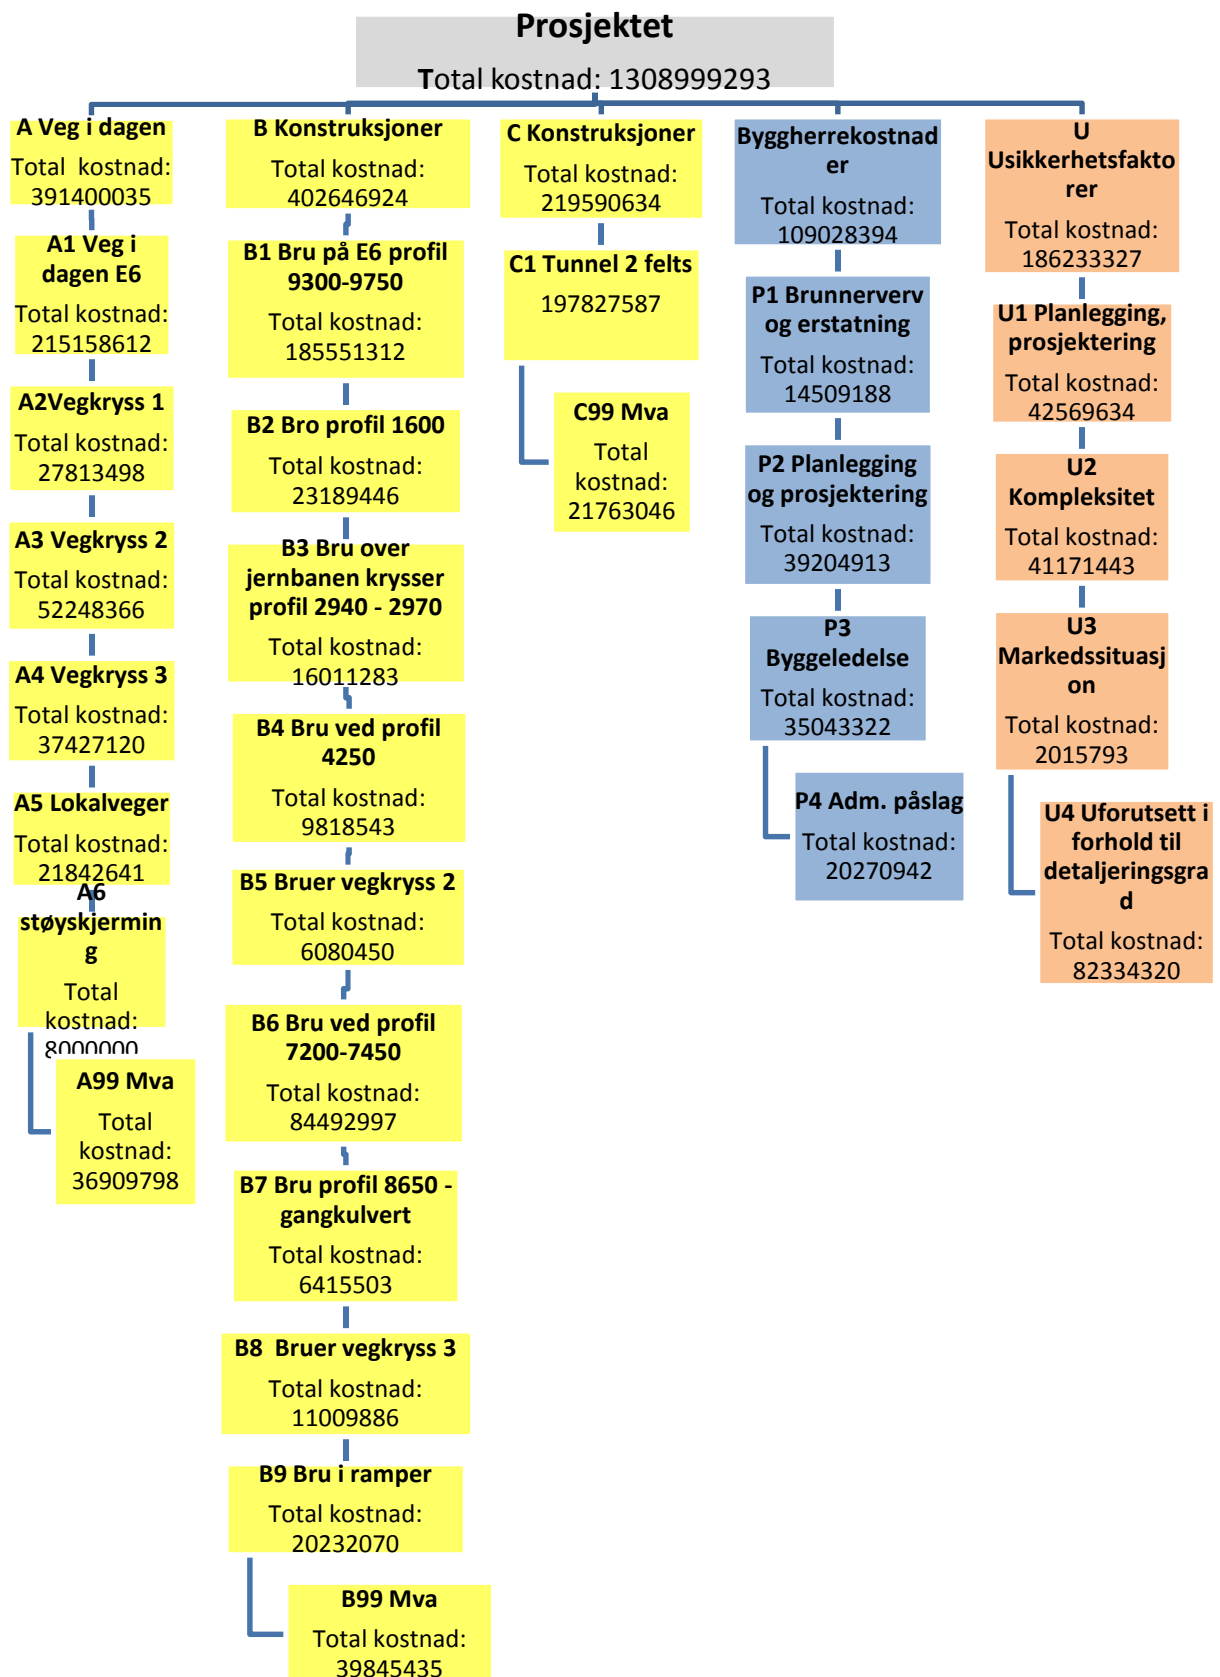 Prosjektet
Total kostnad: 1308999293
A Veg i dagen
Total kostnad:
391400035
A1 Veg i
dagen E6
Total kostnad:
215158612
A2Vegkryss 1
Total kostnad:
27813498
A3 Vegkryss 2
Total kostnad:
52248366
A4 Vegkryss 3
Total kostnad:
37427120
A5 Lokalveger
Total kostnad:
21842641
A6
støyskjermin
g
Total
kostnad:
8000000
A99 Mva
Total
kostnad:
36909798
B Konstruksjoner
Total kostnad:
402646924
B1 Bru på E6 profil
9300-9750
Total kostnad:
185551312
B2 Bro profil 1600
Total kostnad:
23189446
B3 Bru over
jernbanen krysser
profil 2940 - 2970
Total kostnad:
16011283
B4 Bru ved profil
4250
Total kostnad:
9818543
B5 Bruer vegkryss 2
Total kostnad:
6080450
B6 Bru ved profil
7200-7450
Total kostnad:
84492997
B7 Bru profil 8650 -
gangkulvert
Total kostnad:
6415503
B8 Bruer vegkryss 3
Total kostnad:
11009886
B9 Bru i ramper
Total kostnad:
20232070
B99 Mva
Total kostnad:
39845435
C Konstruksjoner
Total kostnad:
219590634
C1 Tunnel 2 felts
197827587
C99 Mva
Total
kostnad:
21763046
Byggherrekostnad
er
Total kostnad:
109028394
P1 Brunnerverv
og erstatning
Total kostnad:
14509188
P2 Planlegging
og prosjektering
Total kostnad:
39204913
P3
Byggeledelse
Total kostnad:
35043322
P4 Adm. påslag
Total kostnad:
20270942
U
Usikkerhetsfakto
rer
Total kostnad:
186233327
U1 Planlegging,
prosjektering
Total kostnad:
42569634
U2
Kompleksitet
Total kostnad:
41171443
U3
Markedssituasj
on
Total kostnad:
2015793
U4 Uforutsett i
forhold til
detaljeringsgra
d
Total kostnad:
82334320